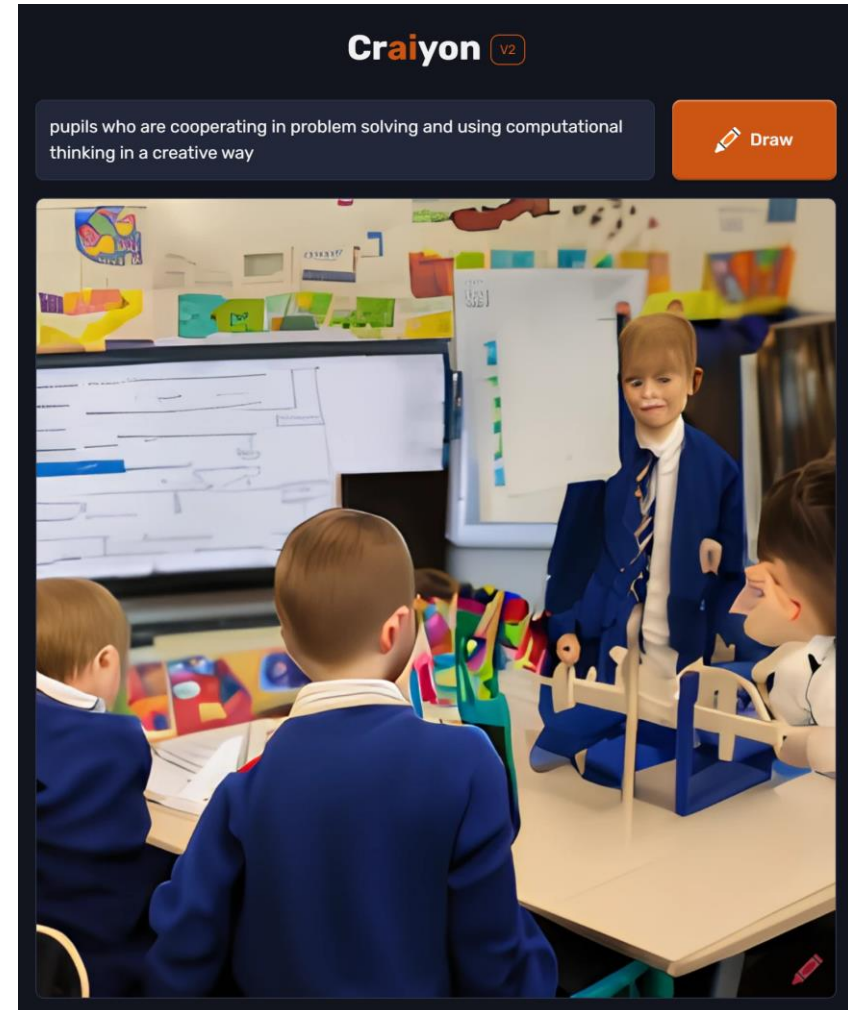 Craiyon V2
pupils who are cooperating in problem solving and using computational
thinking in a creative way
Draw